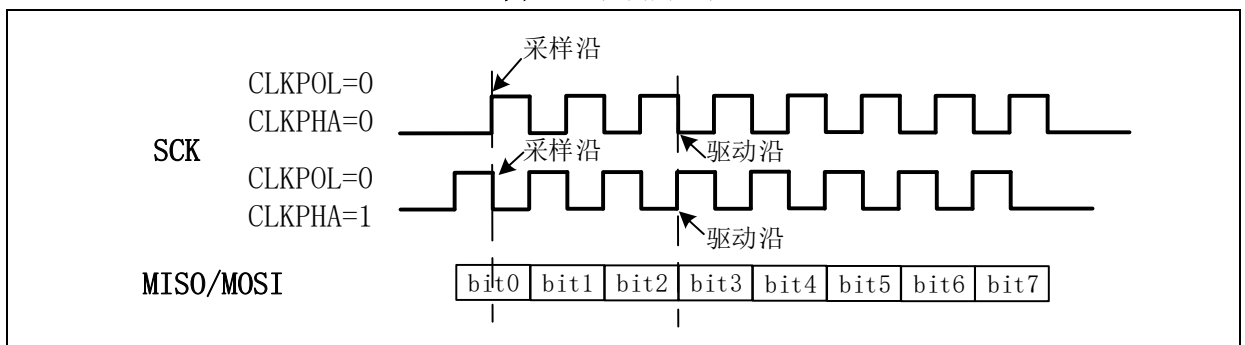 采样沿
CLKPOL=0
CLKPHA=0
SCK
采样沿
驱动沿
CLKPOL=0
CLKPHA=1
驱动沿
MISO/MOSI bit0 bit1 bit2 bit3 bit4 bit5 bit6 bit7